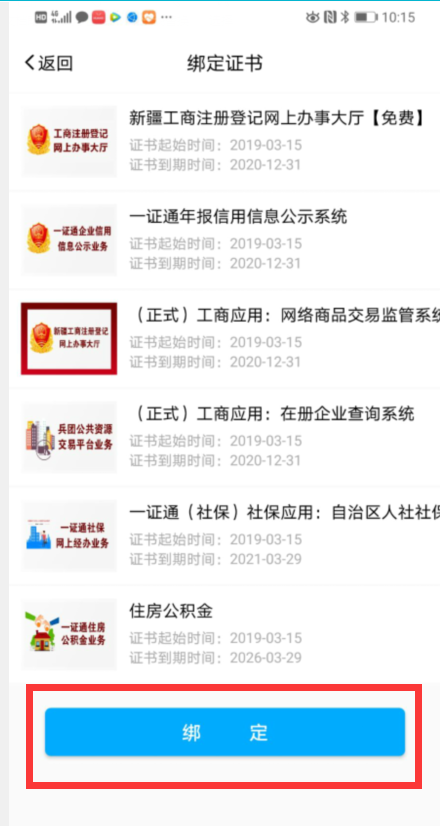 HD 4G 10:15
返回 绑定证书
工商注册登记
网上办事大厅
新疆工商注册登记网上办事大厅【免费】
证书起始时间：2019-03-15
证书到期时间：2020-12-31
一证通企业信用
信息公示业务
一证通年报信用信息公示系统
证书起始时间：2019-03-15
证书到期时间：2020-12-31
新疆工商注册登记
网上办事大厅
（正式）工商应用：网络商品交易监管系统
证书起始时间：2019-03-15
证书到期时间：2020-12-31
兵团公共资源
交易平台业务
（正式）工商应用：在册企业查询系统
证书起始时间：2019-03-15
证书到期时间：2020-12-31
一证通社保
网上经办业务
一证通（社保）社保应用：自治区人社社保
证书起始时间：2019-03-15
证书到期时间：2021-03-29
一证通住房
公积金业务
住房公积金
证书起始时间：2019-03-15
证书到期时间：2026-03-29
绑 定